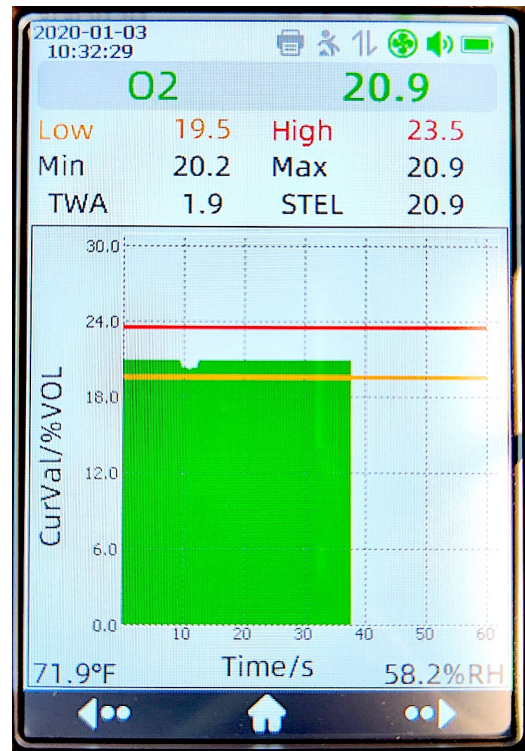 2020-01-03
10:32:29
O2 20.9
Low 19.5 High 23.5
Min 20.2 Max 20.9
TWA 1.9 STEL 20.9
30.0
24.0
18.0
12.0
6.0
0.0
CurVal/%VOL
10 20 30 40 50 60
71.9°F Time/s 58.2%RH